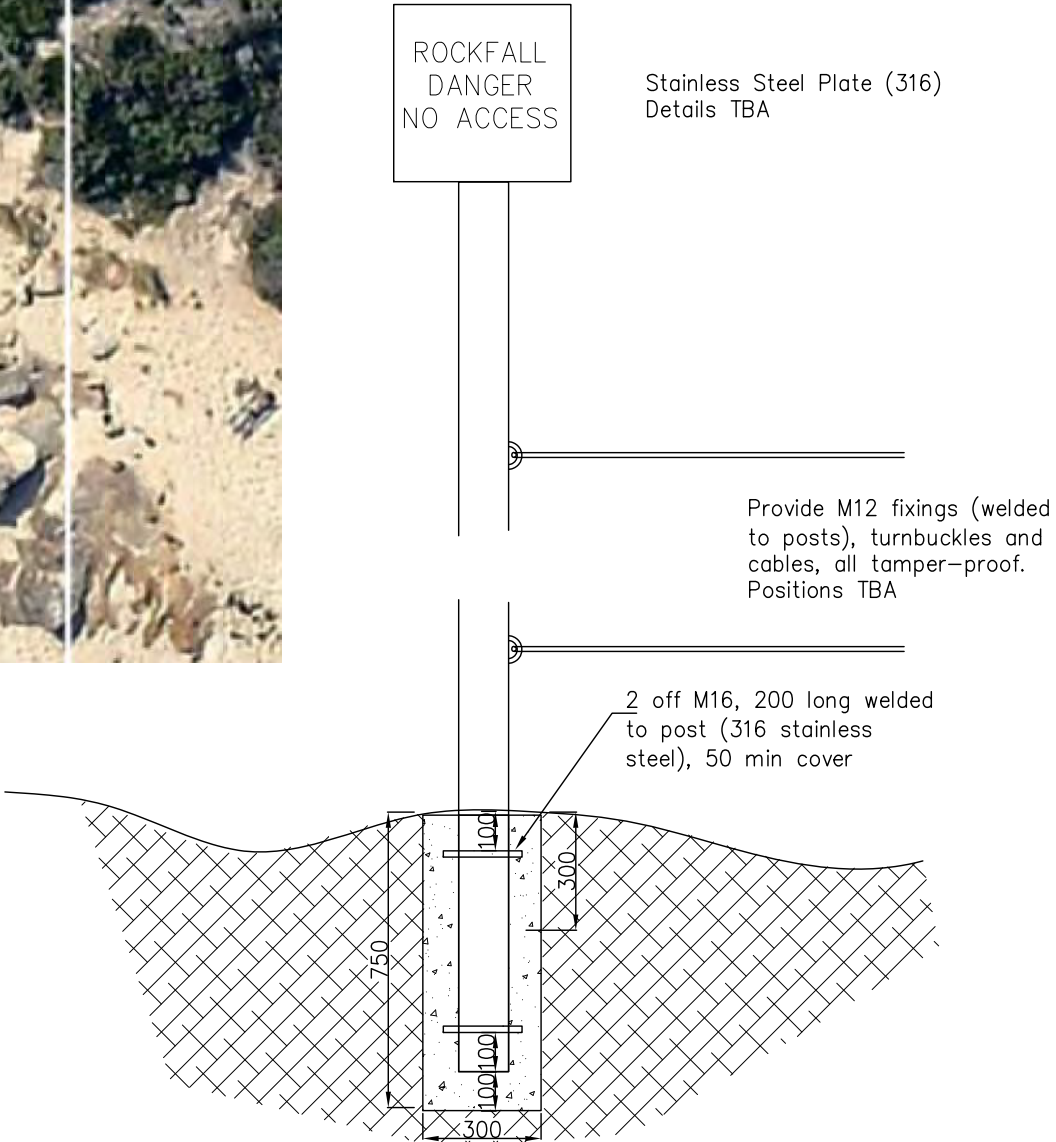 ROCKFALL
DANGER
NO ACCESS
Stainless Steel Plate (316)
Details TBA
Provide M12 fixings (welded
to posts), turnbuckles and
cables, all tamper-proof.
Positions TBA
2 off M16, 200 long welded
to post (316 stainless
steel), 50 min cover
100
300
750
100
100
300